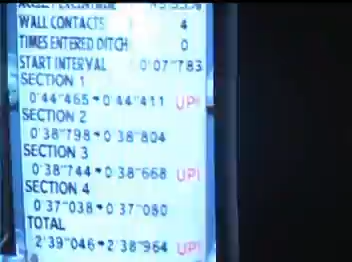 WALL CONTACTS 4
TIMES ENTERED DITCH 0
START INTERVAL 0'07"783
SECTION 1
0'44"465→0'44"411 UP!
SECTION 2
0'38"798→0'38"804
SECTION 3
0'38"744→0'38"668 UP!
SECTION 4
0'37"038→0'37"080
TOTAL
2'39"046→2'38"964 UP!